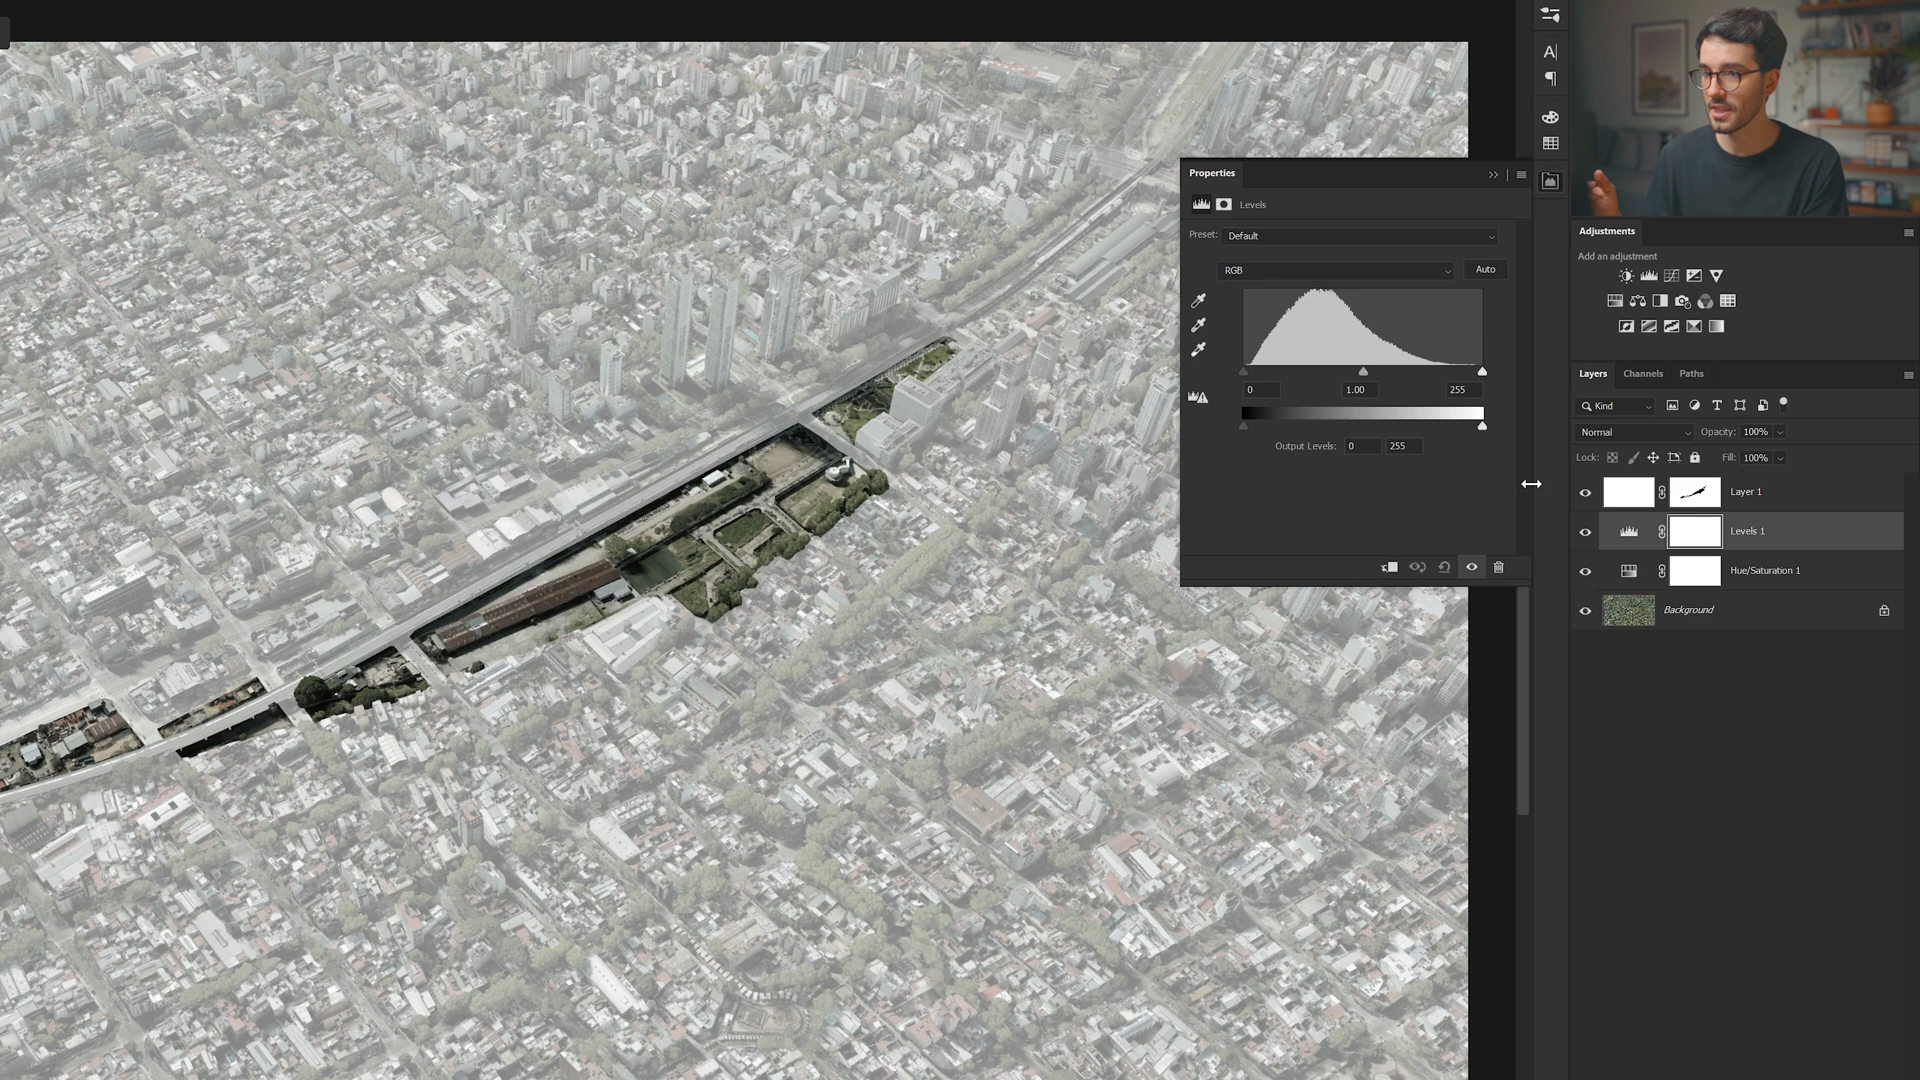 Properties
Levels
Preset: Default
RGB
Auto
0 1.00 255
Output Levels: 0 255
Adjustments
Add an adjustment
Layers Channels Paths
Kind
Normal Opacity: 100%
Lock: Fill: 100%
Layer 1
Levels 1
Hue/Saturation 1
Background